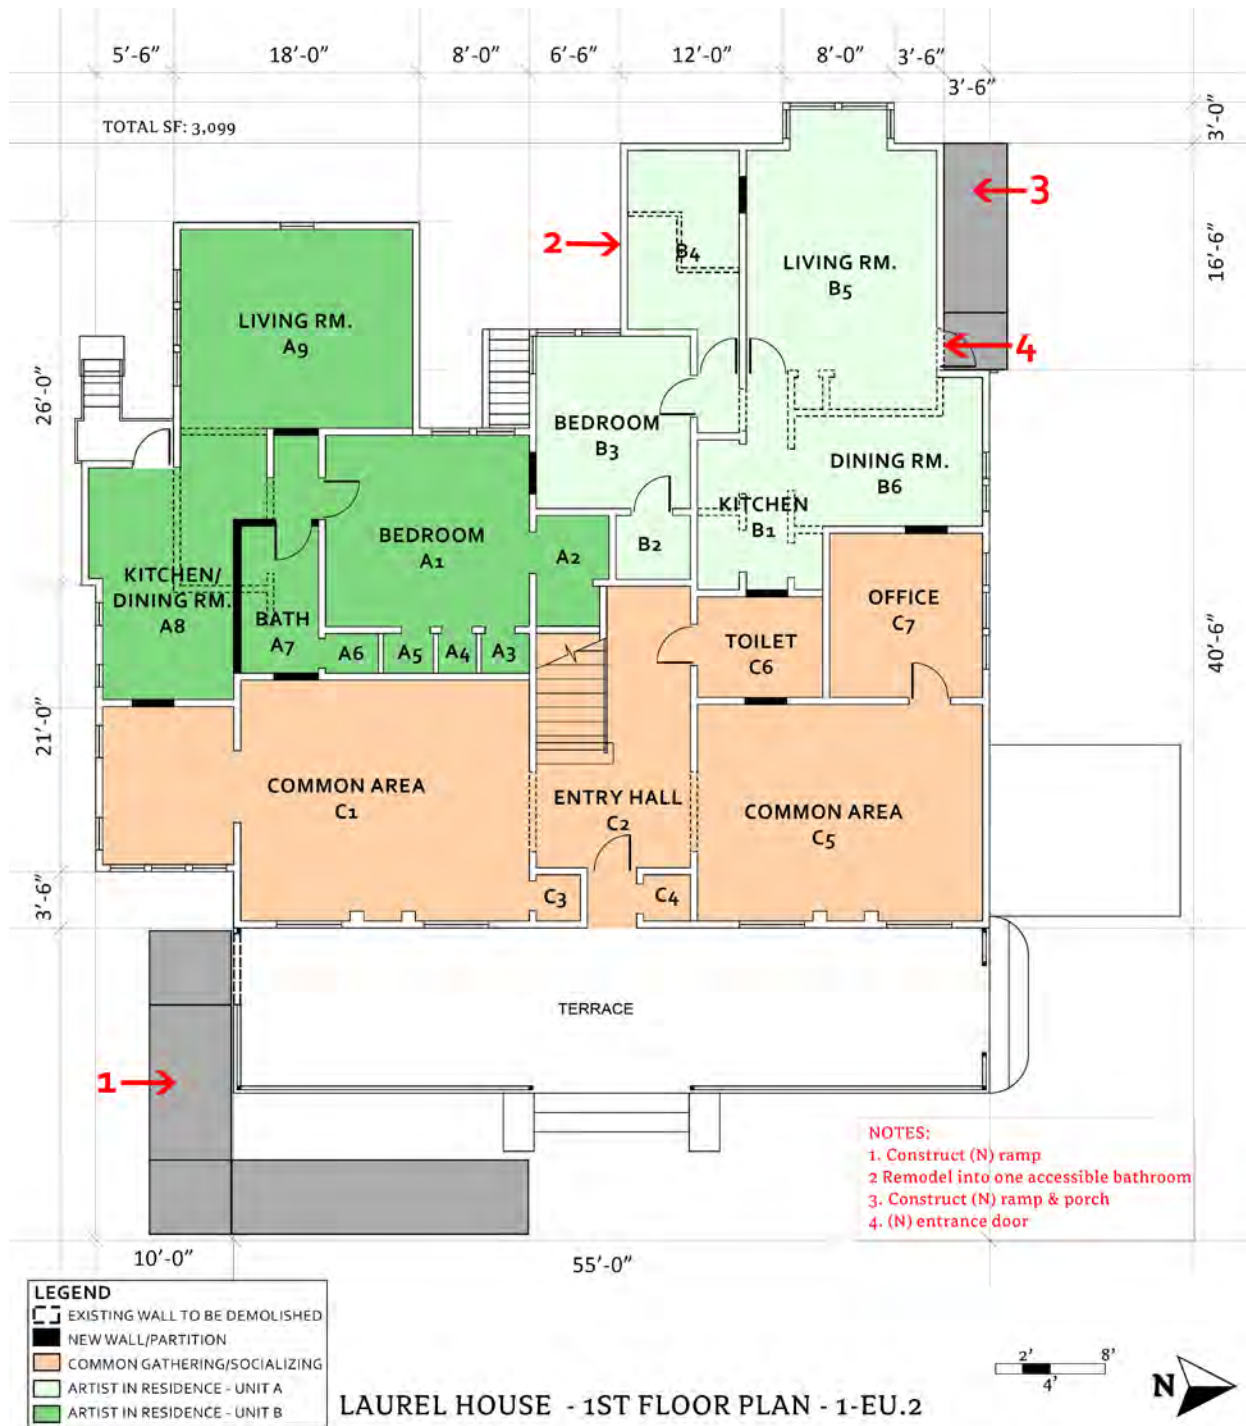 5'-6" 18'-0" 8'-0" 6'-6" 12'-0" 8'-0" 3'-6"
3'-6"
3'-0"
TOTAL SF: 3,099
3
2
B4
LIVING RM.
B5
16'-6"
LIVING RM.
A9
4
26'-0"
BEDROOM
B3
DINING RM.
B6
KITCHEN
B1
BEDROOM
A1
A2
B2
KITCHEN/
DINING RM.
A8
OFFICE
C7
BATH
A7
TOILET
C6
A6 A5 A4 A3
40'-6"
21'-0"
COMMON AREA
C1
ENTRY HALL
C2
COMMON AREA
C5
3'-6"
C3 C4
TERRACE
1
NOTES:
1. Construct (N) ramp
2 Remodel into one accessible bathroom
3. Construct (N) ramp & porch
4. (N) entrance door
10'-0" 55'-0"
LEGEND
EXISTING WALL TO BE DEMOLISHED
NEW WALL/PARTITION
COMMON GATHERING/SOCIALIZING
ARTIST IN RESIDENCE - UNIT A
ARTIST IN RESIDENCE - UNIT B
2' 8'
4'
N
LAUREL HOUSE - 1ST FLOOR PLAN - 1-EU.2